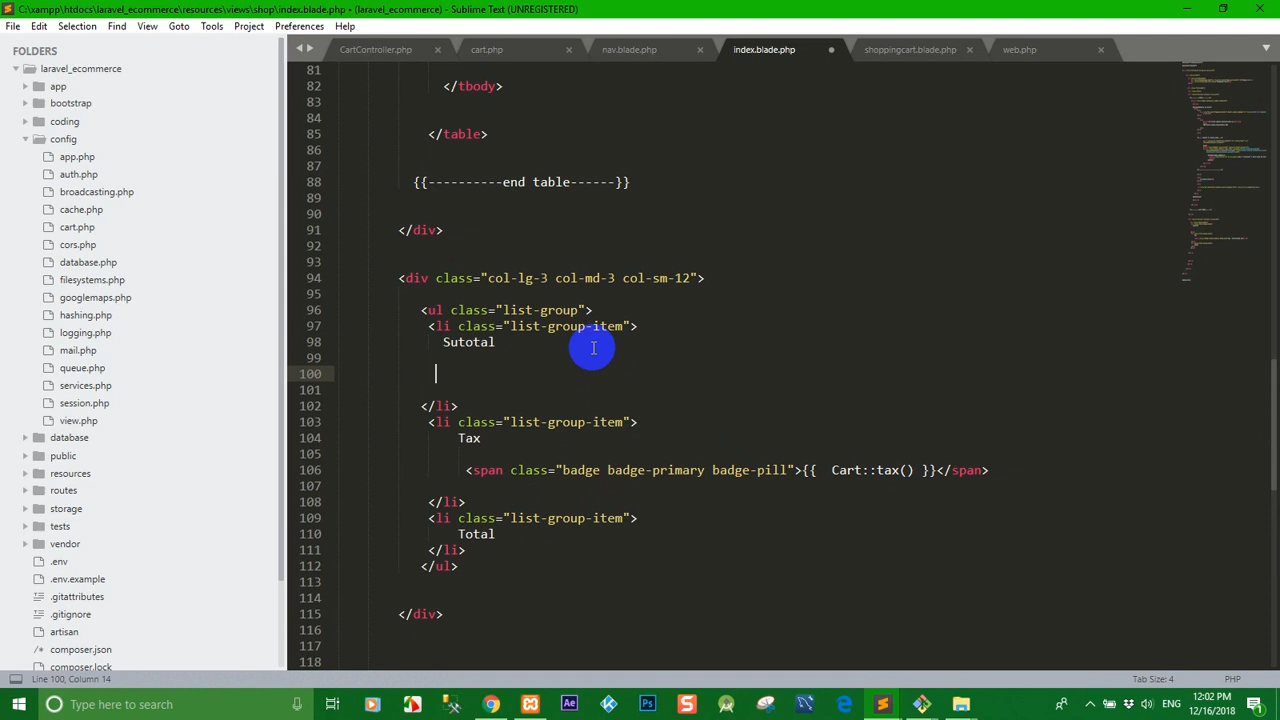 C:\xampp\htdocs\laravel_ecommerce\resources\views\shop\index.blade.php • (laravel_ecommerce) - Sublime Text (UNREGISTERED)
File Edit Selection Find View Goto Tools Project Preferences Help
FOLDERS
laravel_ecommerce
app
bootstrap
coding
config
app.php
auth.php
broadcasting.php
cache.php
cart.php
cors.php
database.php
filesystems.php
googlemaps.php
hashing.php
logging.php
mail.php
queue.php
services.php
session.php
view.php
database
public
resources
routes
storage
tests
vendor
.env
.env.example
.gitattributes
.gitignore
artisan
composer.json
composer.lock
CartController.php cart.php nav.blade.php index.blade.php shoppingcart.blade.php web.php
81
82 </tbody>
83
84
85 </table>
86
87
88 {{----------end table------}}
89
90
91 </div>
92
93
94 <div class="col-lg-3 col-md-3 col-sm-12">
95
96 <ul class="list-group">
97 <li class="list-group-item">
98 Sutotal
99
100
101
102 </li>
103 <li class="list-group-item">
104 Tax
105
106 <span class="badge badge-primary badge-pill">{{  Cart::tax() }}</span>
107
108 </li>
109 <li class="list-group-item">
110 Total
111 </li>
112 </ul>
113
114
115 </div>
116
117
118
Line 100, Column 14 Tab Size: 4 PHP
Type here to search
ENG
12:02 PM
12/16/2018